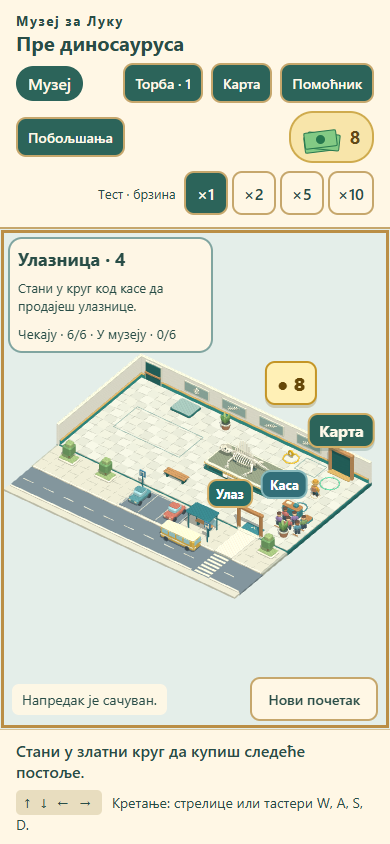 Музеј за Луку
Пре диносауруса
Музеј
Торба · 1
Карта
Помоћник
Побољшања
8
Тест · брзина
×1
×2
×5
×10
Улазница · 4
Стани у круг код касе да
продајеш улазнице.
Чекају · 6/6 · У музеју · 0/6
● 8
Карта
Каса
Улаз
Напредак је сачуван.
Нови почетак
Стани у златни круг да купиш следеће
постоље.
↑ ↓ ← → Кретање: стрелице или тастери W, A, S,
D.